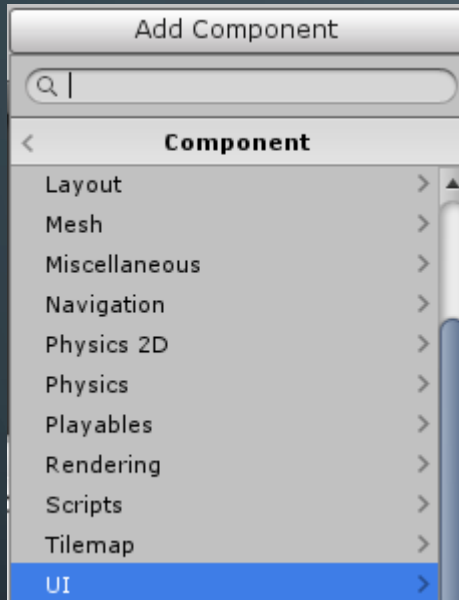 Add Component
Component
Layout
Mesh
Miscellaneous
Navigation
Physics 2D
Physics
Playables
Rendering
Scripts
Tilemap
UI